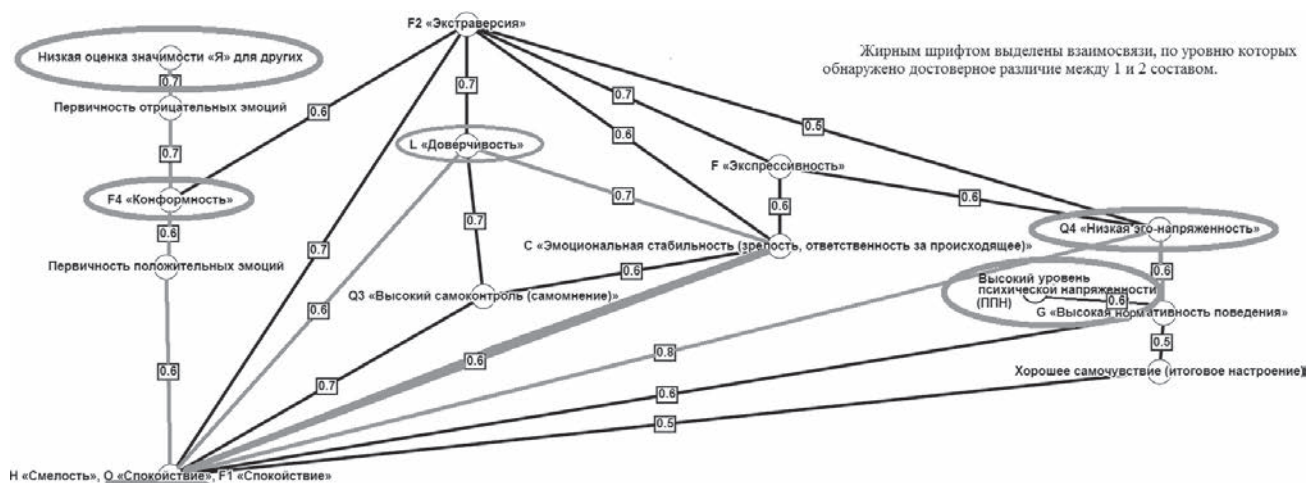 F2 «Экстраверсия»
Низкая оценка значимости «Я» для других
Жирным шрифтом выделены взаимосвязи, по уровню которых
обнаружено достоверное различие между 1 и 2 составом.
0.7
Первичность отрицательных эмоций
0.7
0.7
0.6
0.5
0.6
L «Доверчивость»
0.7
F «Экспрессивность»
F4 «Конформность»
0.7
0.6
0.6
0.7
0.6
Q4 «Низкая эго-напряженность»
C «Эмоциональная стабильность (зрелость, ответственность за происходящее)»
0.7
Первичность положительных эмоций
0.6
0.6
Высокий уровень
психической напряженности
(ППН)
0.6
Q3 «Высокий самоконтроль (самомнение)»
0.6
G «Высокая нормативность поведения»
0.5
0.8
0.6
0.6
Хорошее самочувствие (итоговое настроение)
0.7
0.6
0.5
H «Смелость», O «Спокойствие», F1 «Спокойствие»